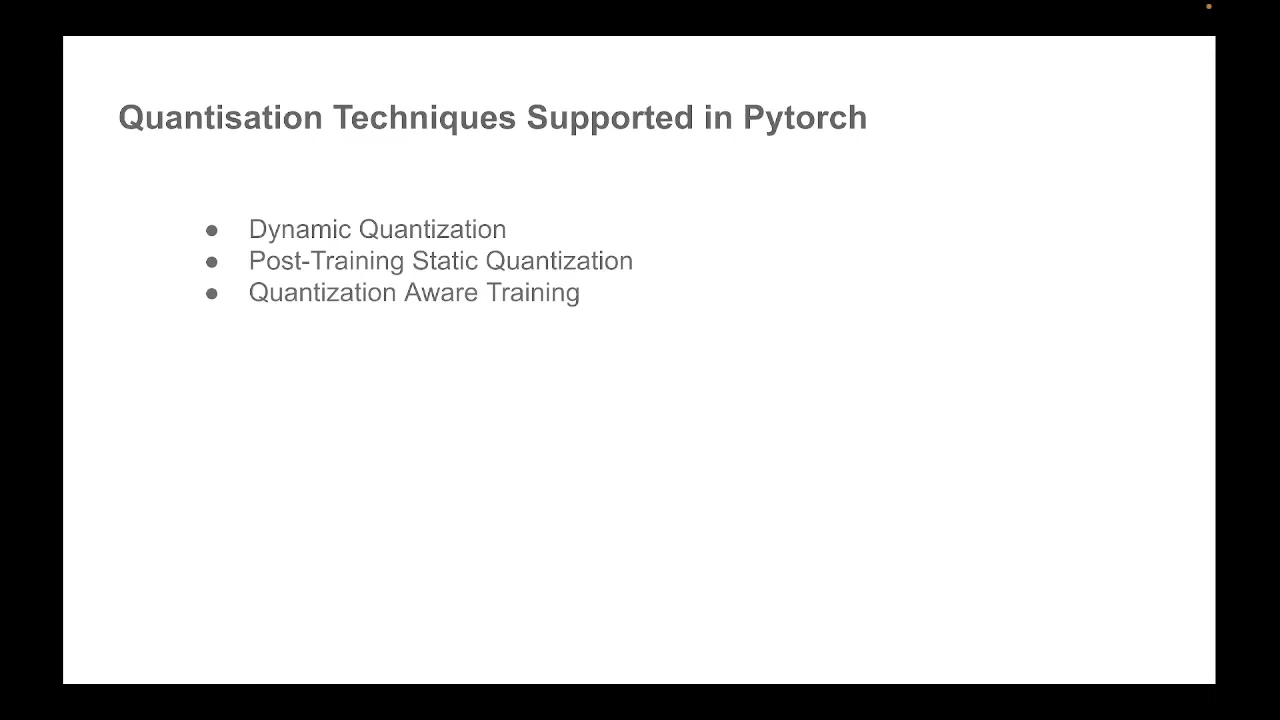 Quantisation Techniques Supported in Pytorch
● Dynamic Quantization
● Post-Training Static Quantization
● Quantization Aware Training